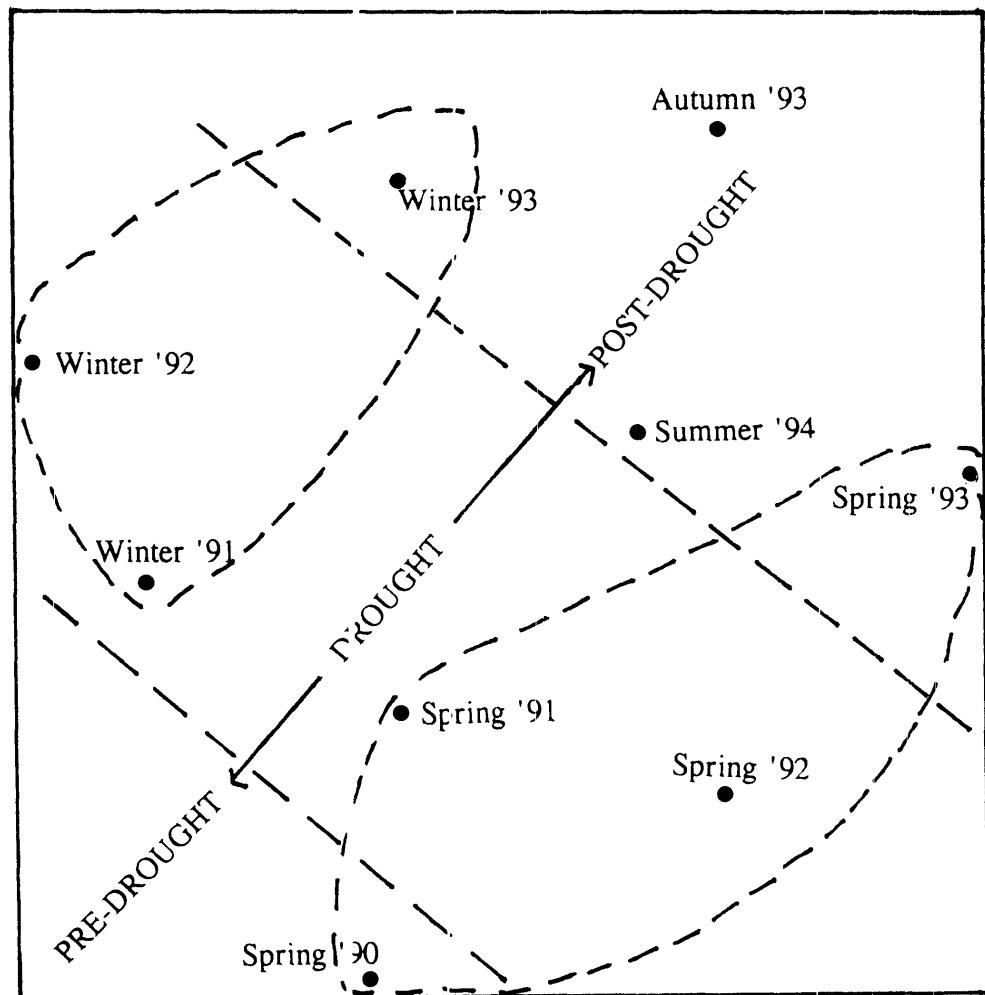 Autumn '93
Winter '93
POST-DROUGHT
Winter '92
Summer '94
Spring '93
Winter '91
DROUGHT
Spring '91
Spring '92
PRE-DROUGHT
Spring '90